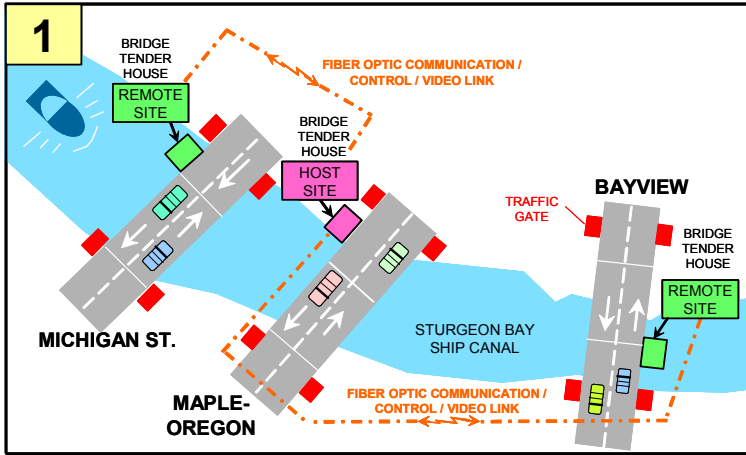 1
BRIDGE
TENDER
HOUSE
REMOTE
SITE
FIBER OPTIC COMMUNICATION /
CONTROL / VIDEO LINK
BRIDGE
TENDER
HOUSE
HOST
SITE
BAYVIEW
TRAFFIC
GATE
BRIDGE
TENDER
HOUSE
REMOTE
SITE
MICHIGAN ST.
STURGEON BAY
SHIP CANAL
MAPLE-
OREGON
FIBER OPTIC COMMUNICATION /
CONTROL / VIDEO LINK